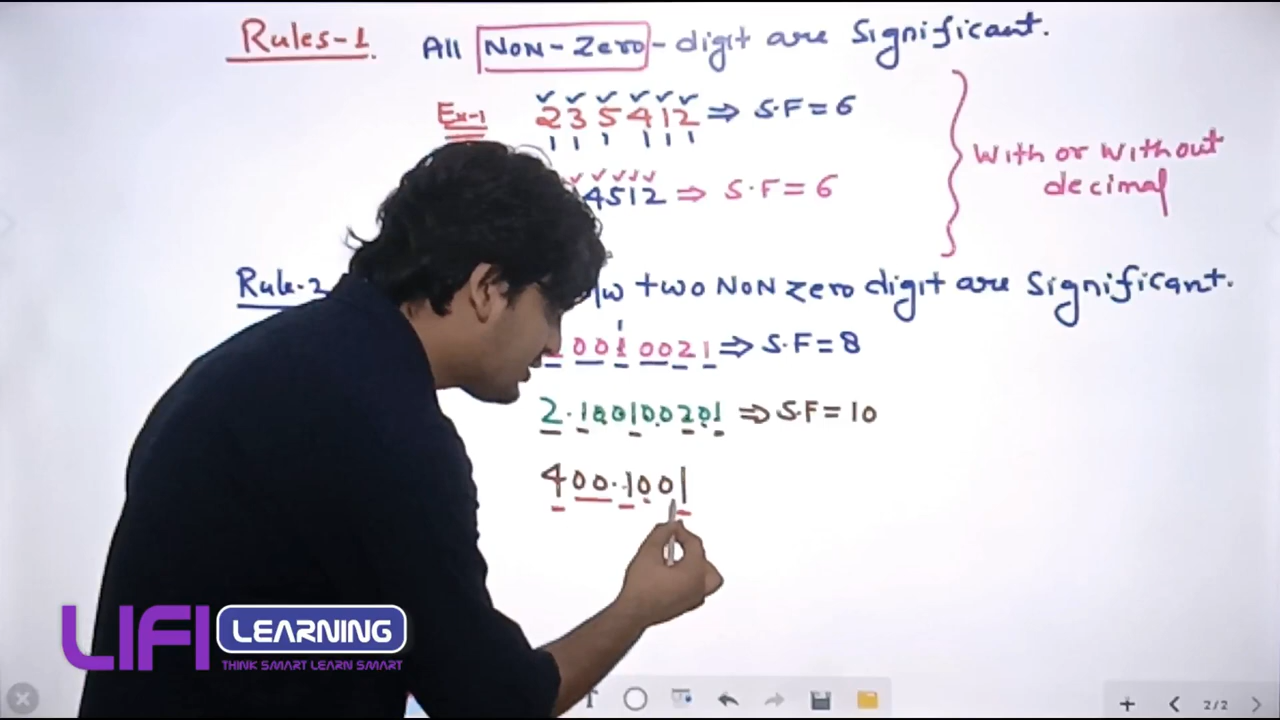 Rules-1 All Non-Zero-digit are Significant.
Ex-1 235412 ⇒ S.F = 6
4512 ⇒ S.F = 6
With or without
decimal
Rule-2 b/w two Non zero digit are Significant.
2001 0021 ⇒ S.F = 8
2.100100201 ⇒ S.F = 10
400.1001
LIFI LEARNING
THINK SMART LEARN SMART
2/2